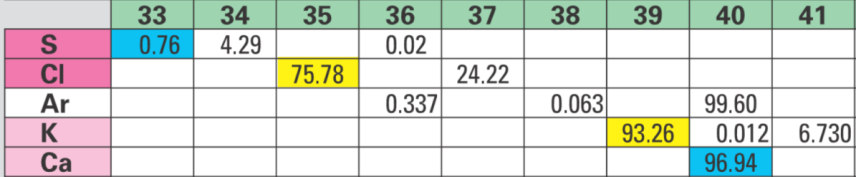 33 34 35 36 37 38 39 40 41
S 0.76 4.29 0.02
Cl 75.78 24.22
Ar 0.337 0.063 99.60
K 93.26 0.012 6.730
Ca 96.94